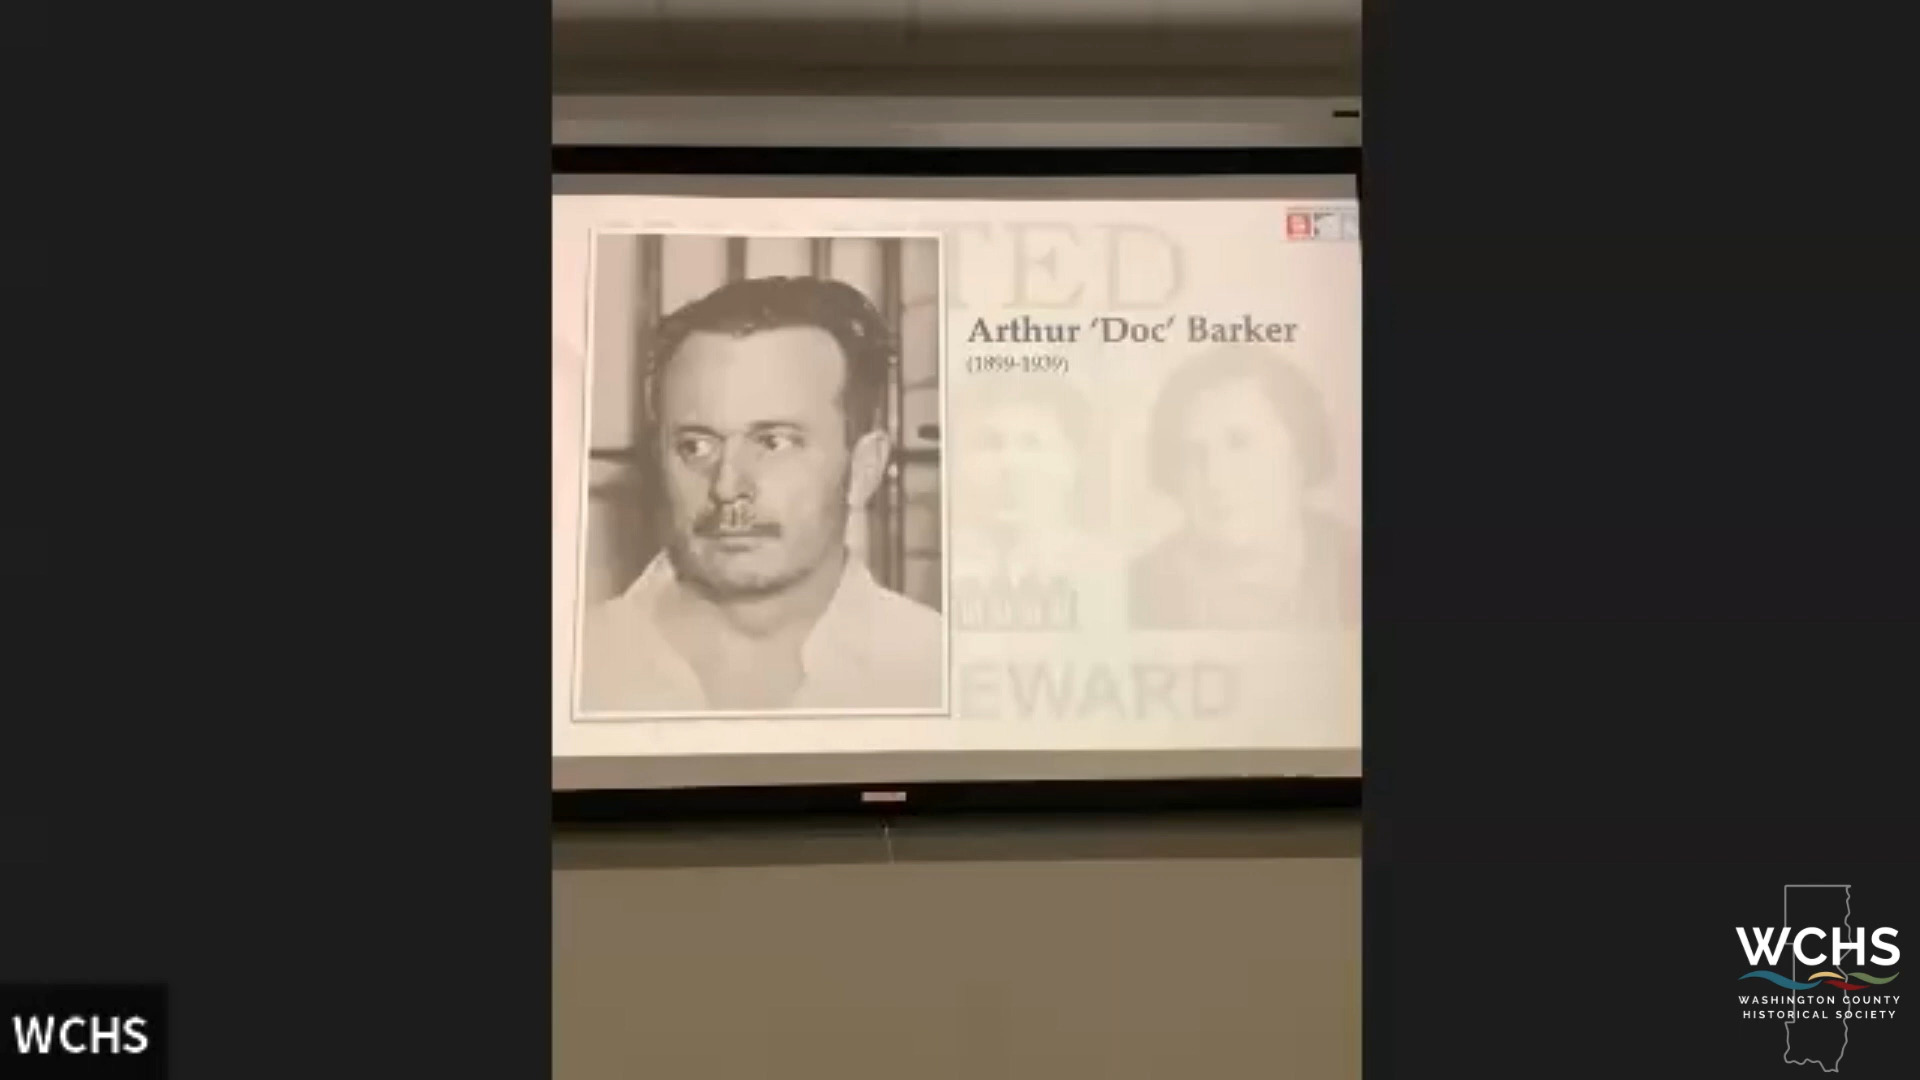 TED
Arthur ‘Doc’ Barker
(1899-1939)
EWARD
WCHS
WCHS
WASHINGTON COUNTY
HISTORICAL SOCIETY